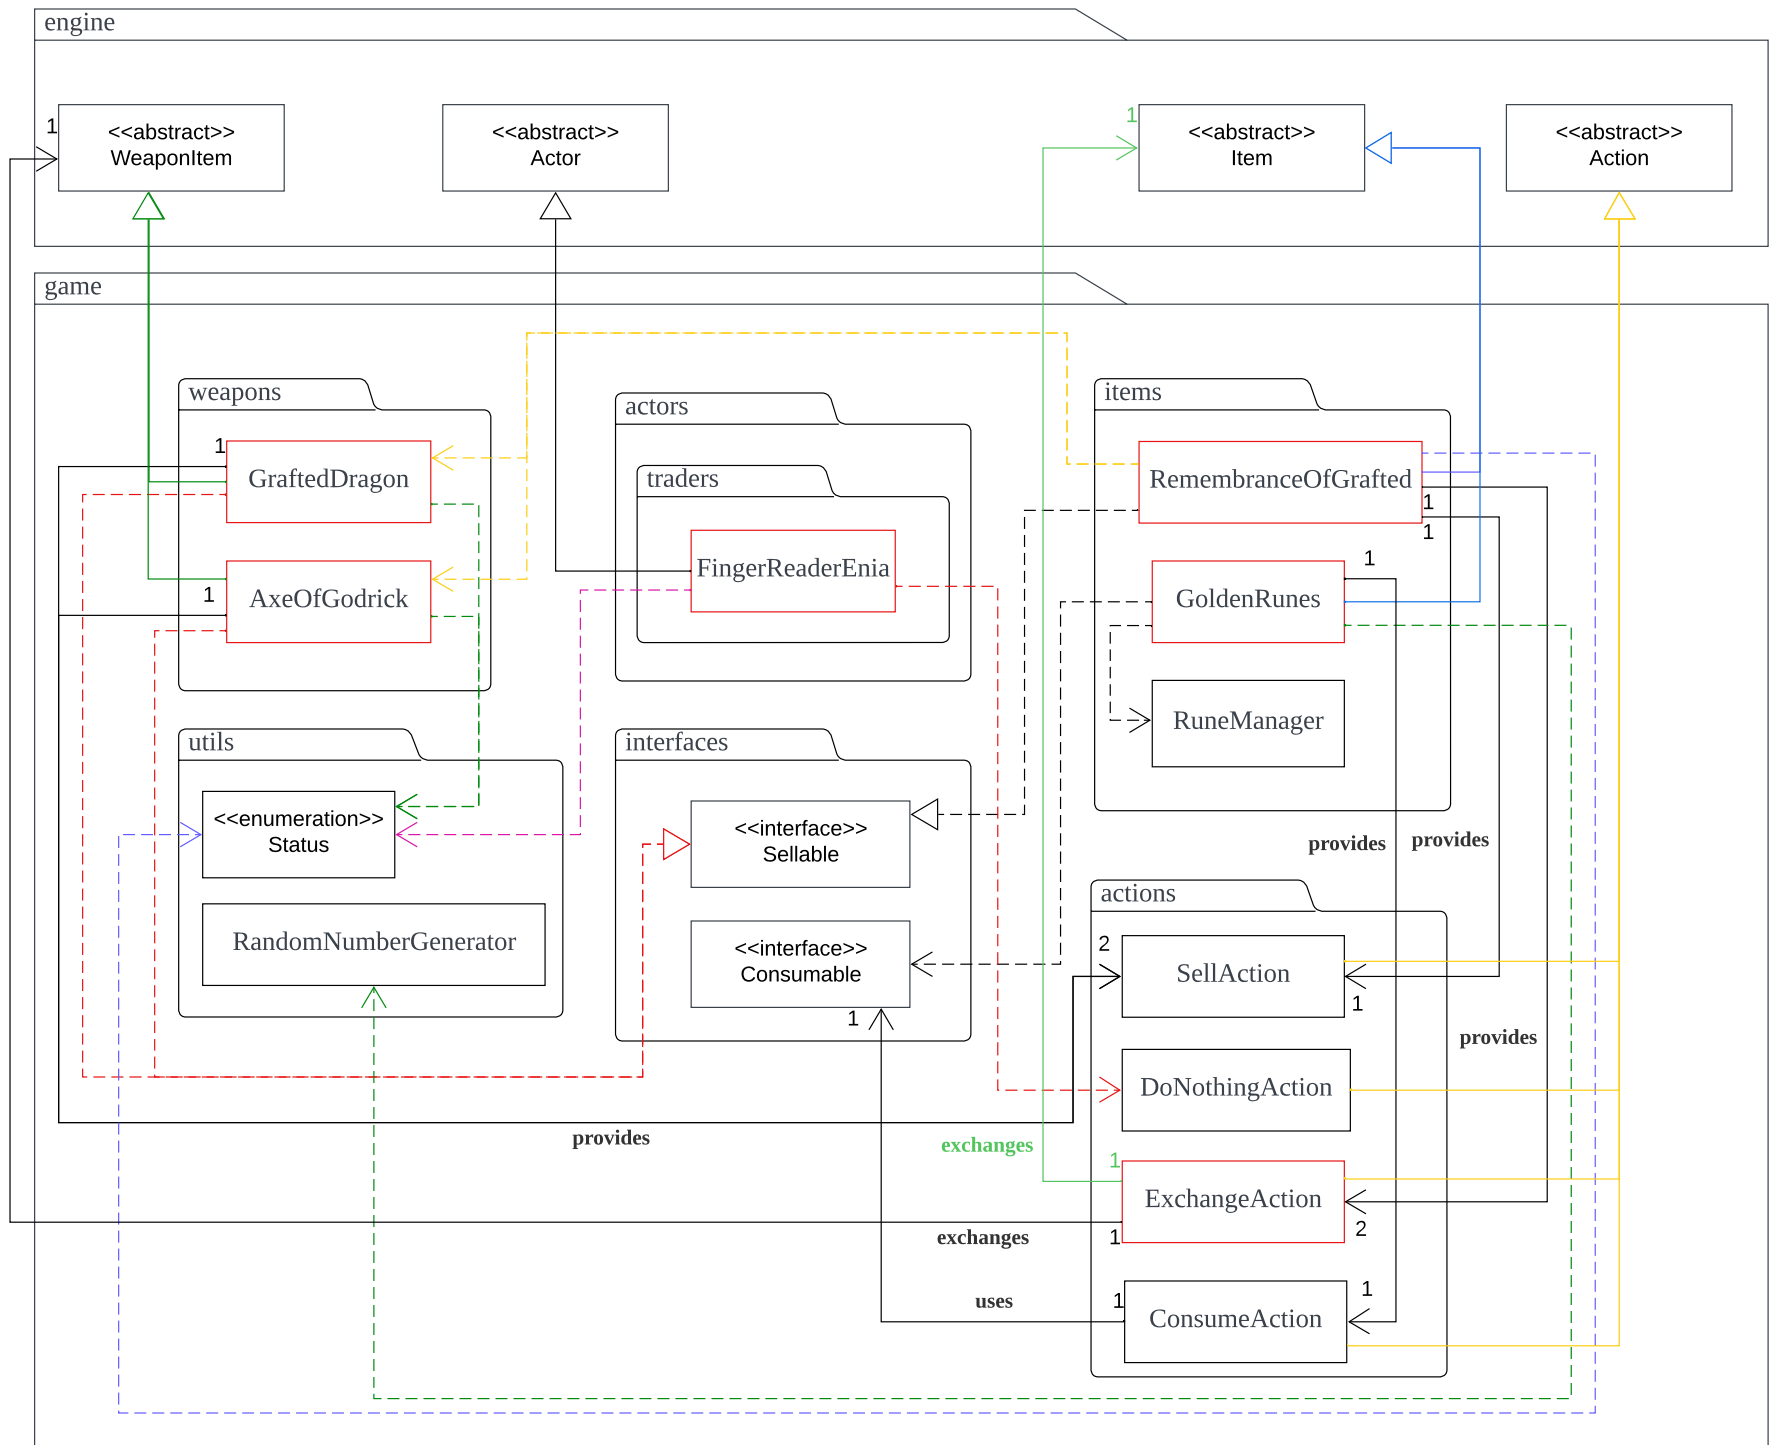 engine
1
<<abstract>>
WeaponItem
<<abstract>>
Actor
1
<<abstract>>
Item
<<abstract>>
Action
game
weapons
1
GraftedDragon
1
AxeOfGodrick
actors
traders
FingerReaderEnia
items
RemembranceOfGrafted
1
1
1
GoldenRunes
RuneManager
utils
<<enumeration>>
Status
RandomNumberGenerator
interfaces
<<interface>>
Sellable
<<interface>>
Consumable
1
provides
provides
actions
2
SellAction
1
provides
DoNothingAction
provides
exchanges
1
ExchangeAction
2
exchanges
1
uses
1
ConsumeAction
1